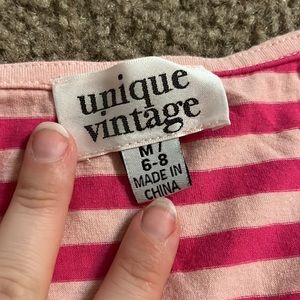 unique
vintage
M /
6-8
MADE IN
CHINA